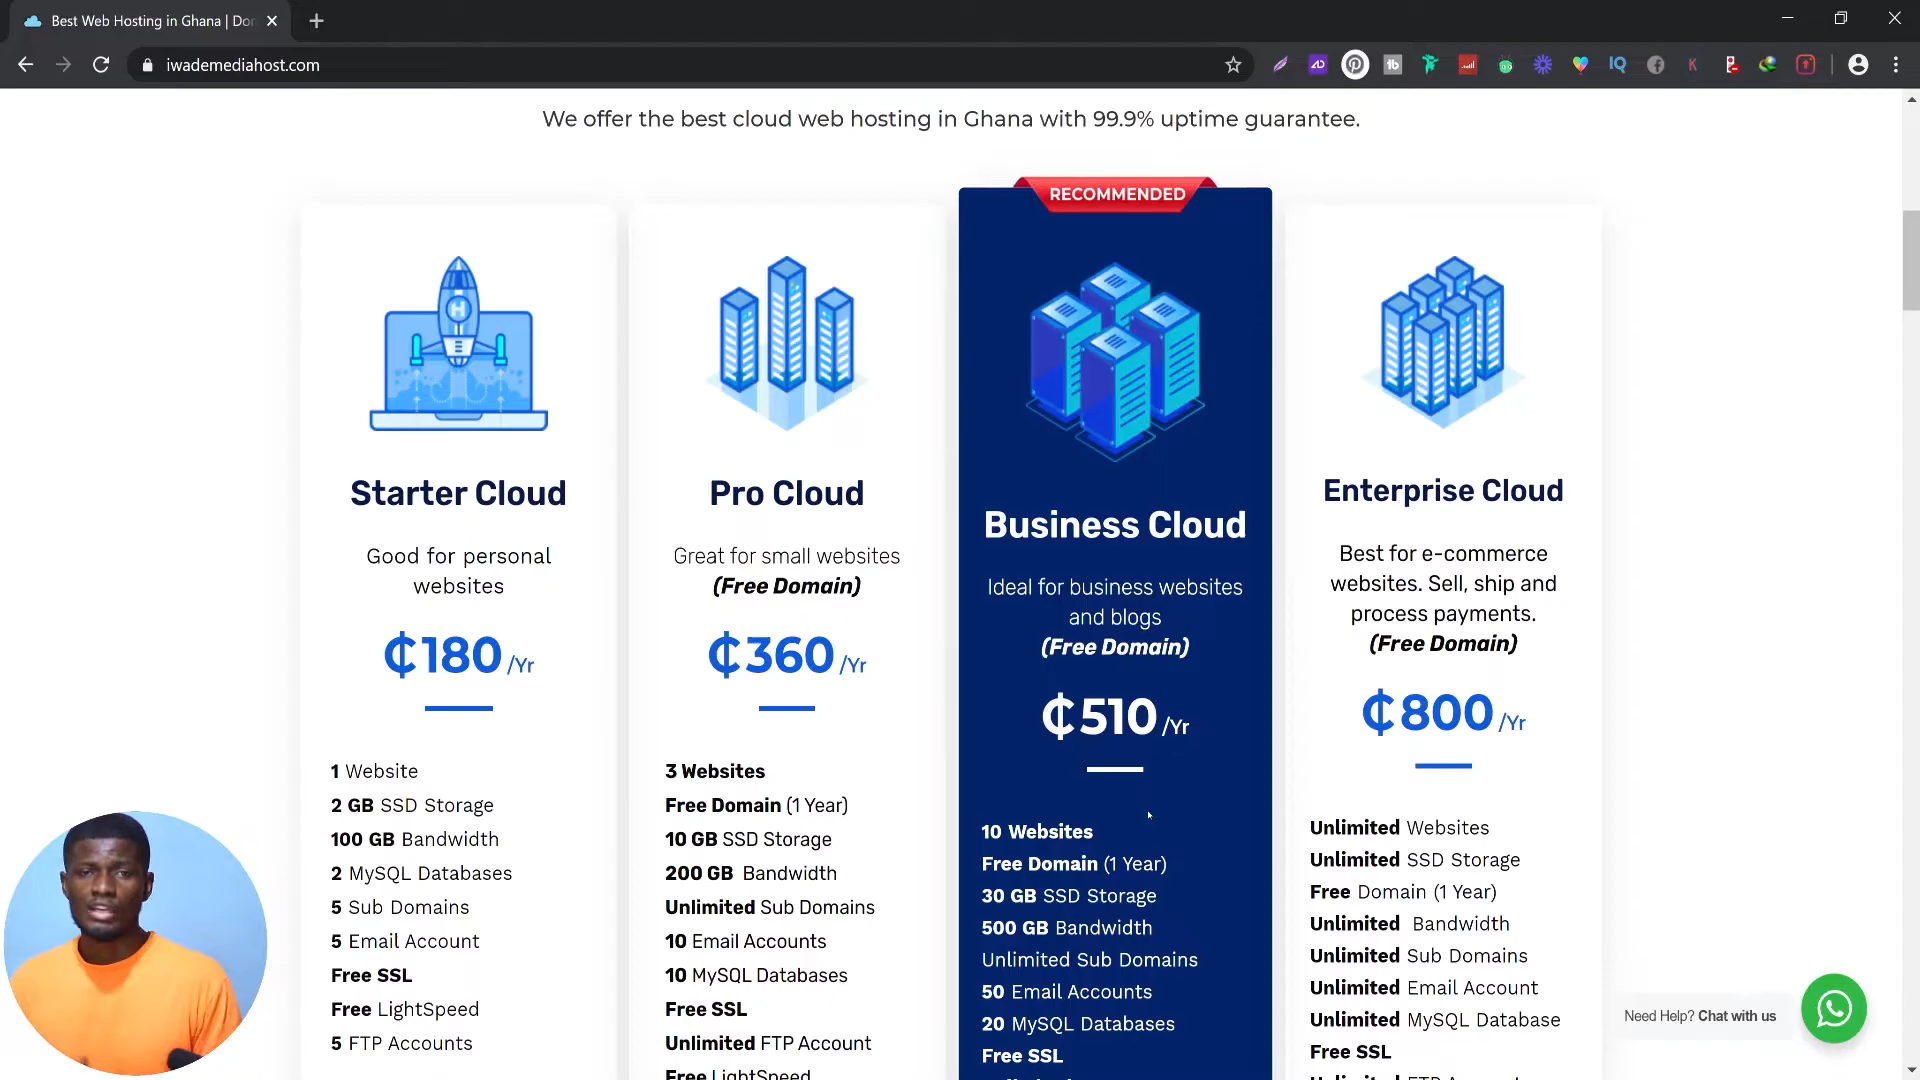 Best Web Hosting in Ghana | Do
iwademediahost.com
IQ
We offer the best cloud web hosting in Ghana with 99.9% uptime guarantee.
Starter Cloud
Good for personal
websites
₵180 /Yr
1 Website
2 GB SSD Storage
100 GB Bandwidth
2 MySQL Databases
5 Sub Domains
5 Email Account
Free SSL
Free LightSpeed
5 FTP Accounts
Pro Cloud
Great for small websites
(Free Domain)
₵360 /Yr
3 Websites
Free Domain (1 Year)
10 GB SSD Storage
200 GB Bandwidth
Unlimited Sub Domains
10 Email Accounts
10 MySQL Databases
Free SSL
Unlimited FTP Account
Free LightSpeed
RECOMMENDED
Business Cloud
Ideal for business websites
and blogs
(Free Domain)
₵510 /Yr
10 Websites
Free Domain (1 Year)
30 GB SSD Storage
500 GB Bandwidth
Unlimited Sub Domains
50 Email Accounts
20 MySQL Databases
Free SSL
Enterprise Cloud
Best for e-commerce
websites. Sell, ship and
process payments.
(Free Domain)
₵800 /Yr
Unlimited Websites
Unlimited SSD Storage
Free Domain (1 Year)
Unlimited Bandwidth
Unlimited Sub Domains
Unlimited Email Account
Unlimited MySQL Database
Free SSL
Need Help? Chat with us